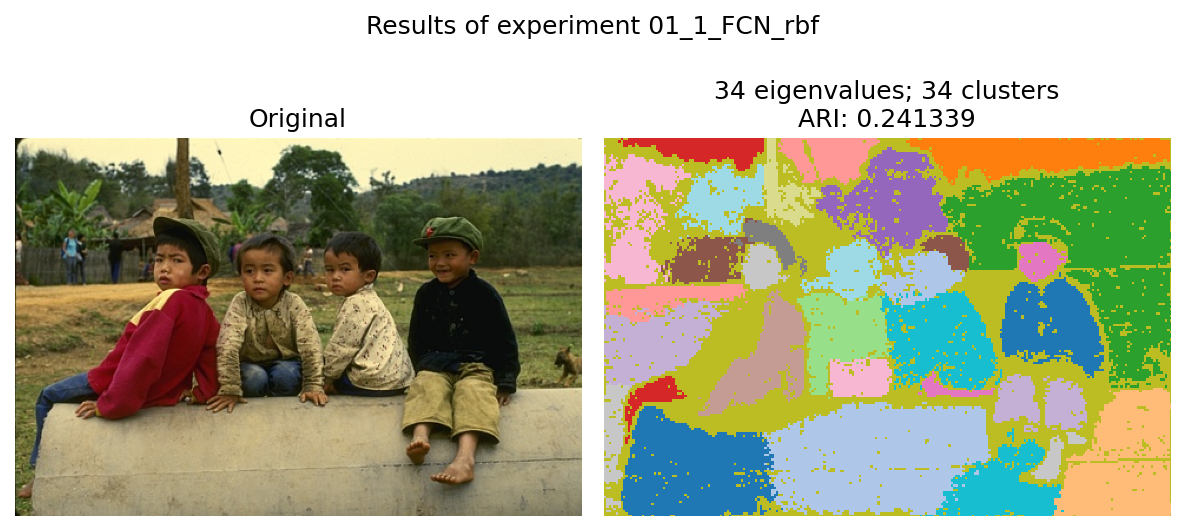 Results of experiment 01_1_FCN_rbf
Original
34 eigenvalues; 34 clusters
ARI: 0.241339